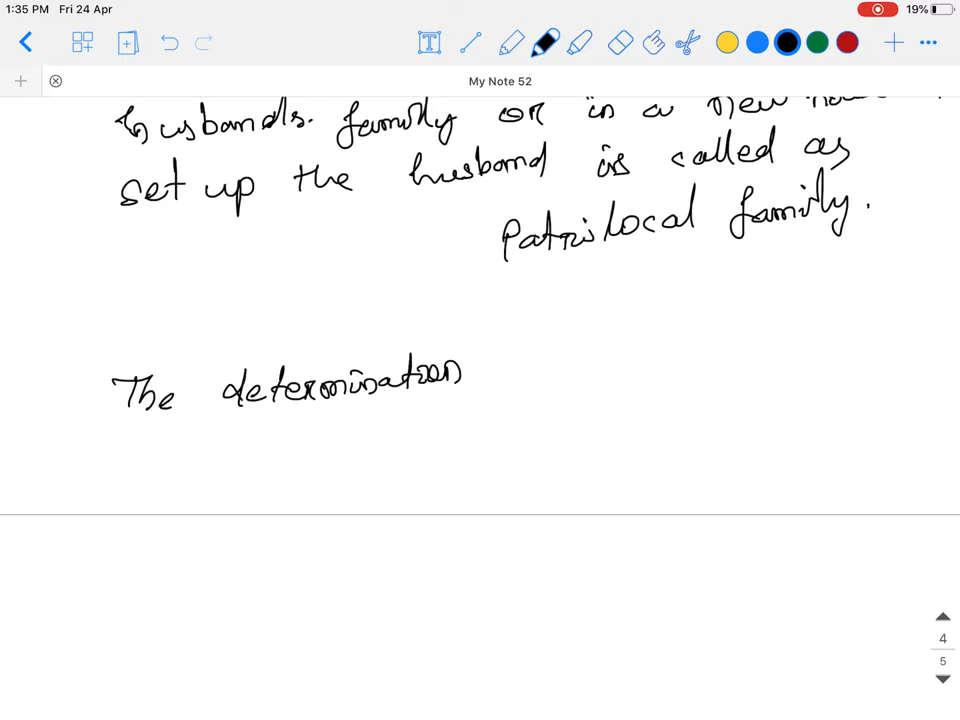 1:35 PM Fri 24 Apr
19%
My Note 52
husbands. family or in a new
set up the husband is called as
Patrilocal family.
The determination
4
5